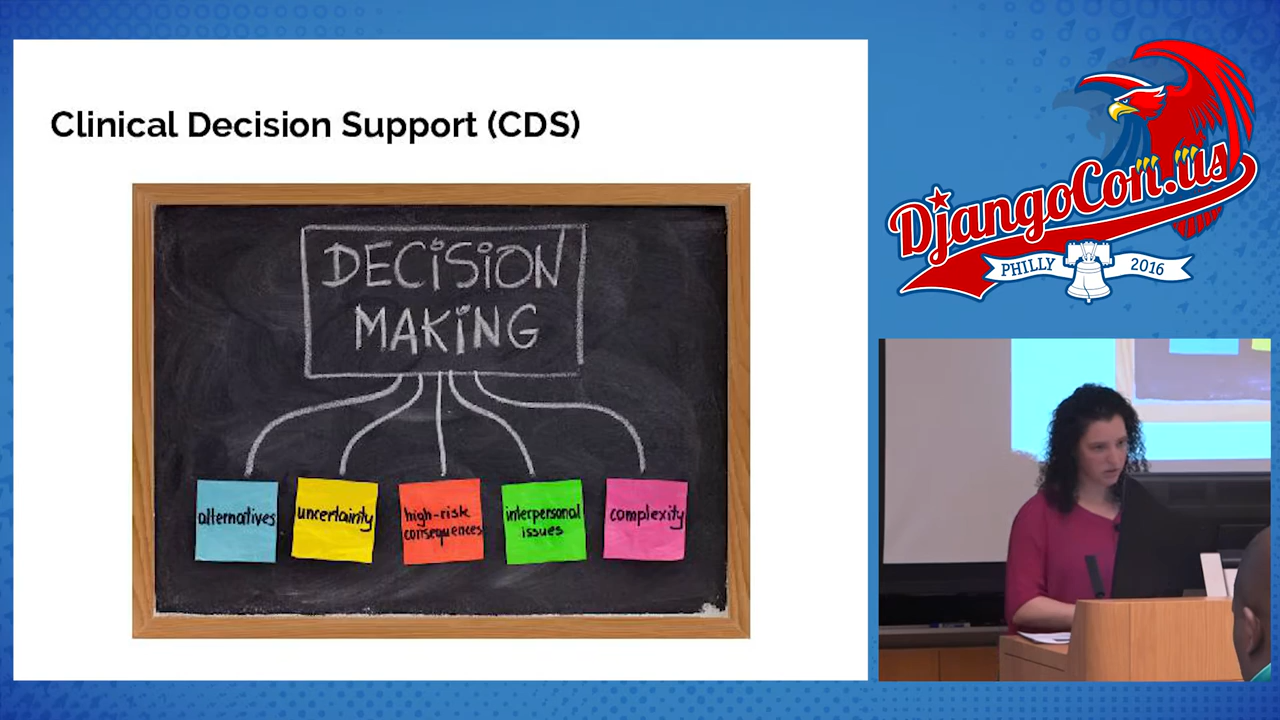 Clinical Decision Support (CDS)
DECiSiON
MAKiNG
alternatives
uncertainty
high-risk
consequences
interpersonal
issues
complexity
DjangoCon.us
PHILLY 2016